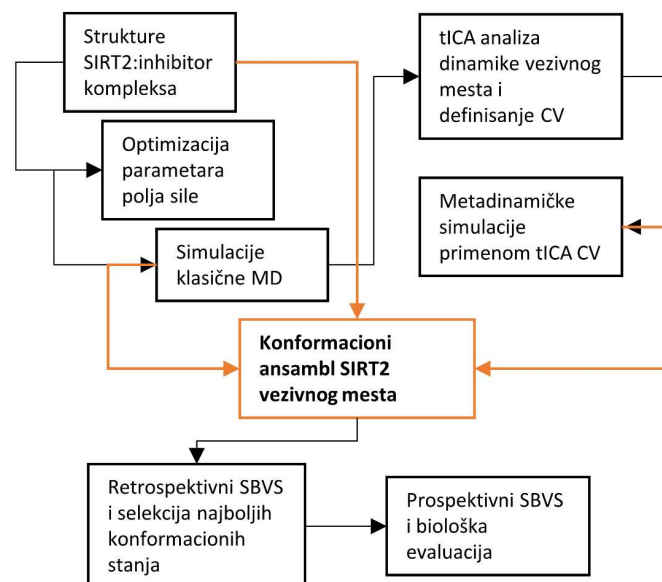 Strukture
SIRT2:inhibitor
kompleksa
Optimizacija
parametara
polja sile
Simulacije
klasične MD
tICA analiza
dinamike vezivnog
mesta i
definisanje CV
Metadinamičke
simulacije
primenom tICA CV
Konformacioni
ansambl SIRT2
vezivnog mesta
Retrospektivni SBVS
i selekcija najboljih
konformacionih
stanja
Prospektivni SBVS
i biološka
evaluacija